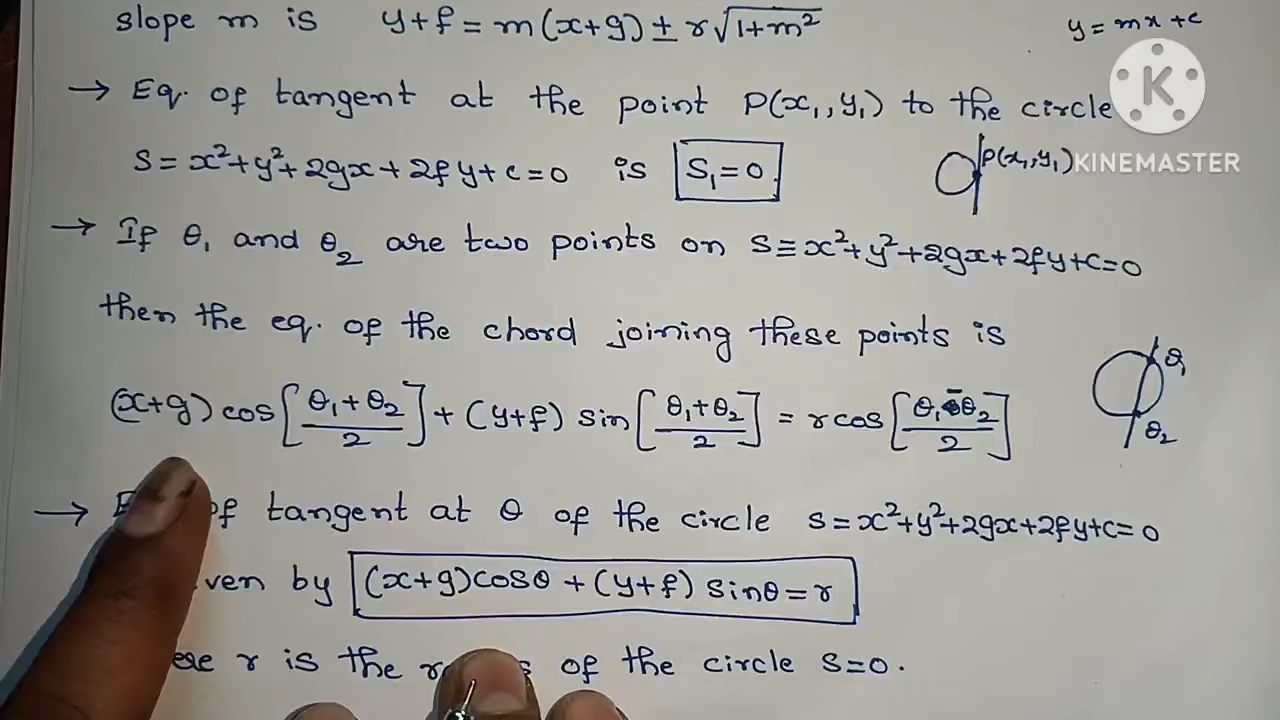 slope m is y+f = m(x+g) ± r√1+m²
y = mx + c
→ Eq. of tangent at the point P(x₁,y₁) to the circle
S = x²+y²+2gx+2fy+c=0 is S₁=0.
P(x₁,y₁)
KINEMASTER
→ If θ₁ and θ₂ are two points on S≡x²+y²+2gx+2fy+c=0
then the eq. of the chord joining these points is
θ₁
(x+g) cos[θ₁+θ₂/2] + (y+f) sin[θ₁+θ₂/2] = r cos[θ₁-θ₂/2]
θ₂
→ of tangent at θ of the circle S=x²+y²+2gx+2fy+c=0
ven by (x+g)cosθ + (y+f) sinθ = r
r is the of the circle S=0.